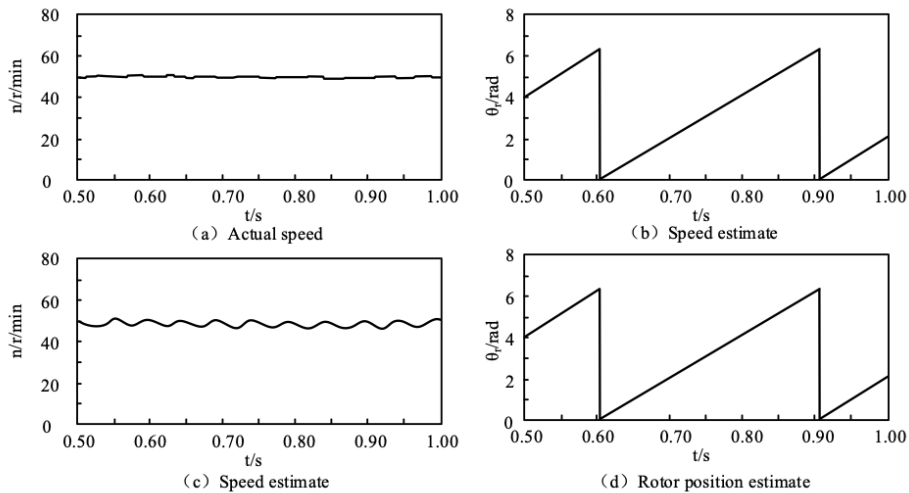 80
60
40
20
0
n/r/min
0.50 0.60 0.70 0.80 0.90 1.00
t/s
(a) Actual speed
8
6
4
2
0
θr/rad
0.50 0.60 0.70 0.80 0.90 1.00
t/s
(b) Speed estimate
80
60
40
20
0
n/r/min
0.50 0.60 0.70 0.80 0.90 1.00
t/s
(c) Speed estimate
8
6
4
2
0
θr/rad
0.50 0.60 0.70 0.80 0.90 1.00
t/s
(d) Rotor position estimate